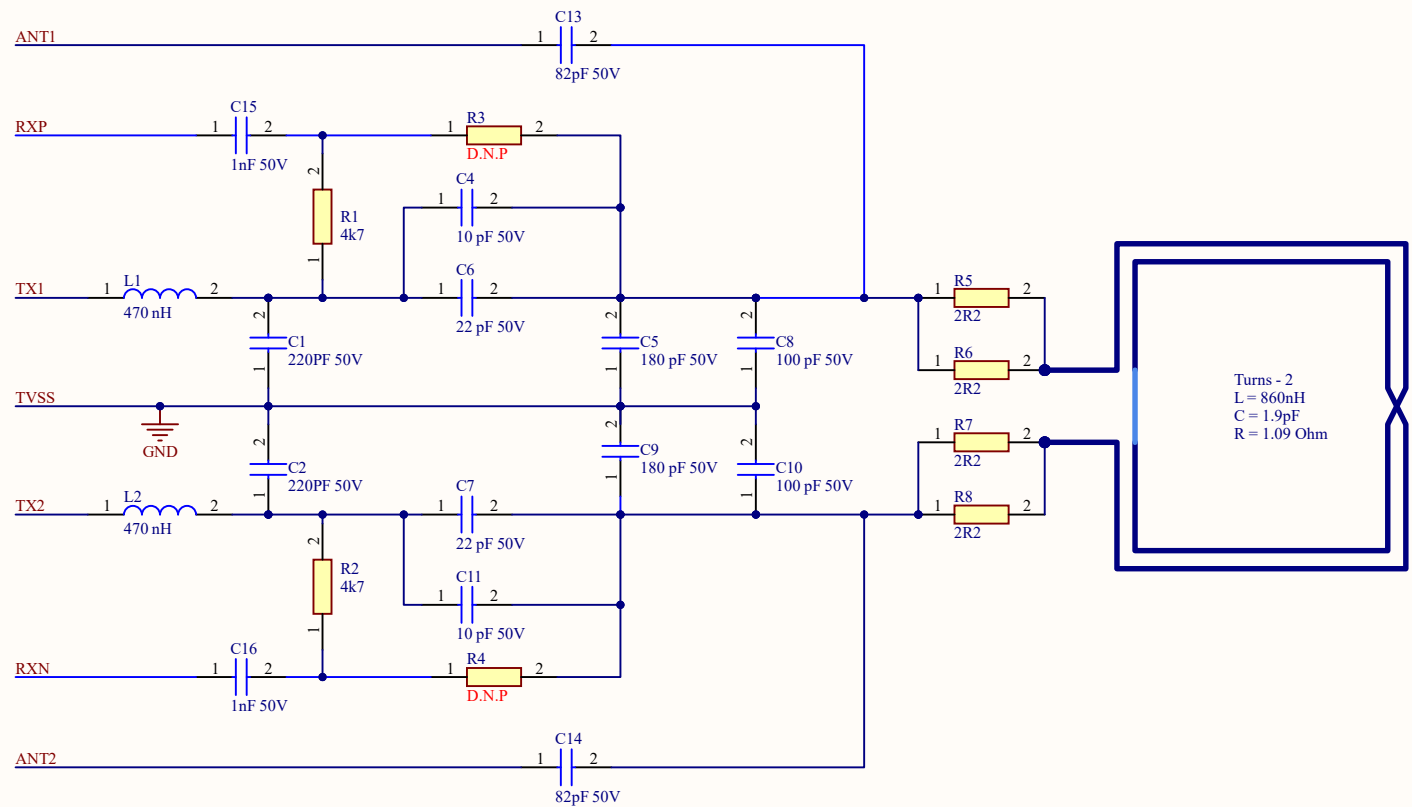 C13
ANT1
1 2
82pF 50V
C15
RXP
1 2
1nF 50V
R3
1 2
D.N.P
2
R1
4k7
1
C4
1 2
10 pF 50V
TX1
L1
1 2
470 nH
C6
1 2
22 pF 50V
2
C1
220PF 50V
1
2
C5
180 pF 50V
1
2
C8
100 pF 50V
1
R5
1 2
2R2
R6
1 2
2R2
Turns - 2
L = 860nH
C = 1.9pF
R = 1.09 Ohm
TVSS
GND
2
C2
220PF 50V
1
2
C9
180 pF 50V
1
2
C10
100 pF 50V
1
R7
1 2
2R2
R8
1 2
2R2
TX2
L2
1 2
470 nH
C7
1 2
22 pF 50V
2
R2
4k7
1
C11
1 2
10 pF 50V
RXN
C16
1 2
1nF 50V
R4
1 2
D.N.P
C14
ANT2
1 2
82pF 50V